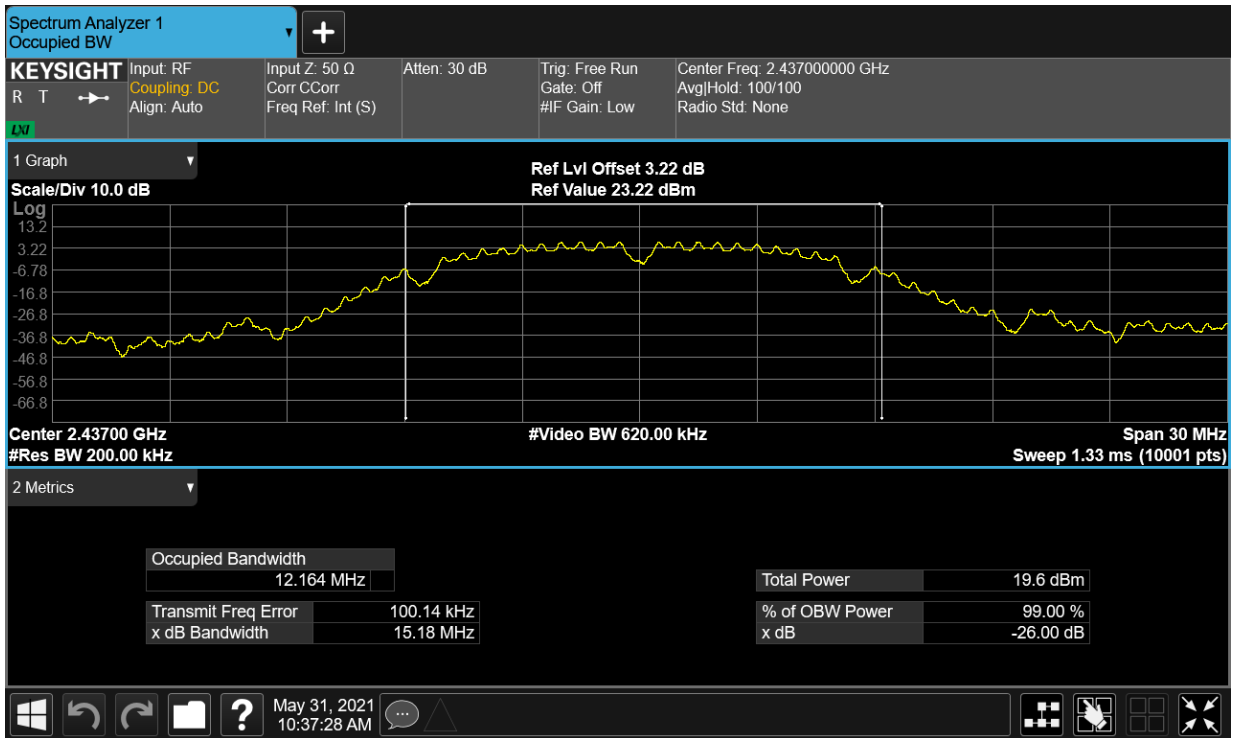 Spectrum Analyzer 1
Occupied BW
▼
+
KEYSIGHT
R T
LXI
Input: RF
Coupling: DC
Align: Auto
Input Z: 50 Ω
Corr CCorr
Freq Ref: Int (S)
Atten: 30 dB
Trig: Free Run
Gate: Off
#IF Gain: Low
Center Freq: 2.437000000 GHz
Avg|Hold: 100/100
Radio Std: None
1 Graph ▼
Scale/Div 10.0 dB
Ref Lvl Offset 3.22 dB
Ref Value 23.22 dBm
Log
13.2
3.22
-6.78
-16.8
-26.8
-36.8
-46.8
-56.8
-66.8
Center 2.43700 GHz
#Res BW 200.00 kHz
#Video BW 620.00 kHz
Span 30 MHz
Sweep 1.33 ms (10001 pts)
2 Metrics ▼
Occupied Bandwidth
12.164 MHz
Transmit Freq Error 100.14 kHz
x dB Bandwidth 15.18 MHz
Total Power 19.6 dBm
% of OBW Power 99.00 %
x dB -26.00 dB
?
May 31, 2021
10:37:28 AM